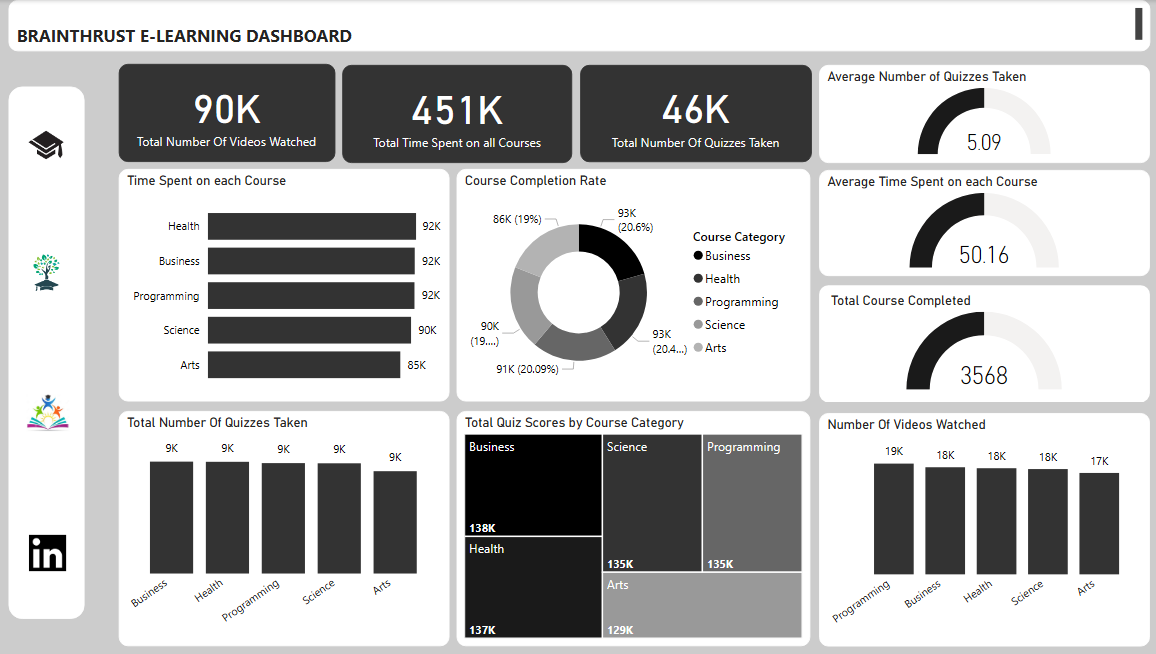 BRAINTHRUST E-LEARNING DASHBOARD
90K
Total Number Of Videos Watched
451K
Total Time Spent on all Courses
46K
Total Number Of Quizzes Taken
Average Number of Quizzes Taken
5.09
Average Time Spent on each Course
50.16
Total Course Completed
3568
Time Spent on each Course
Health
92K
Business
92K
Programming
92K
Science
90K
Arts
85K
Course Completion Rate
86K (19%)
93K
(20.6%)
90K
(19....)
93K
(20.4...)
91K (20.09%)
Course Category
Business
Health
Programming
Science
Arts
Total Number Of Quizzes Taken
9K
9K
9K
9K
9K
Business
Health
Programming
Science
Arts
Total Quiz Scores by Course Category
Business
138K
Health
137K
Science
135K
Programming
135K
Arts
129K
Number Of Videos Watched
19K
18K
18K
18K
17K
Programming
Business
Health
Science
Arts
in